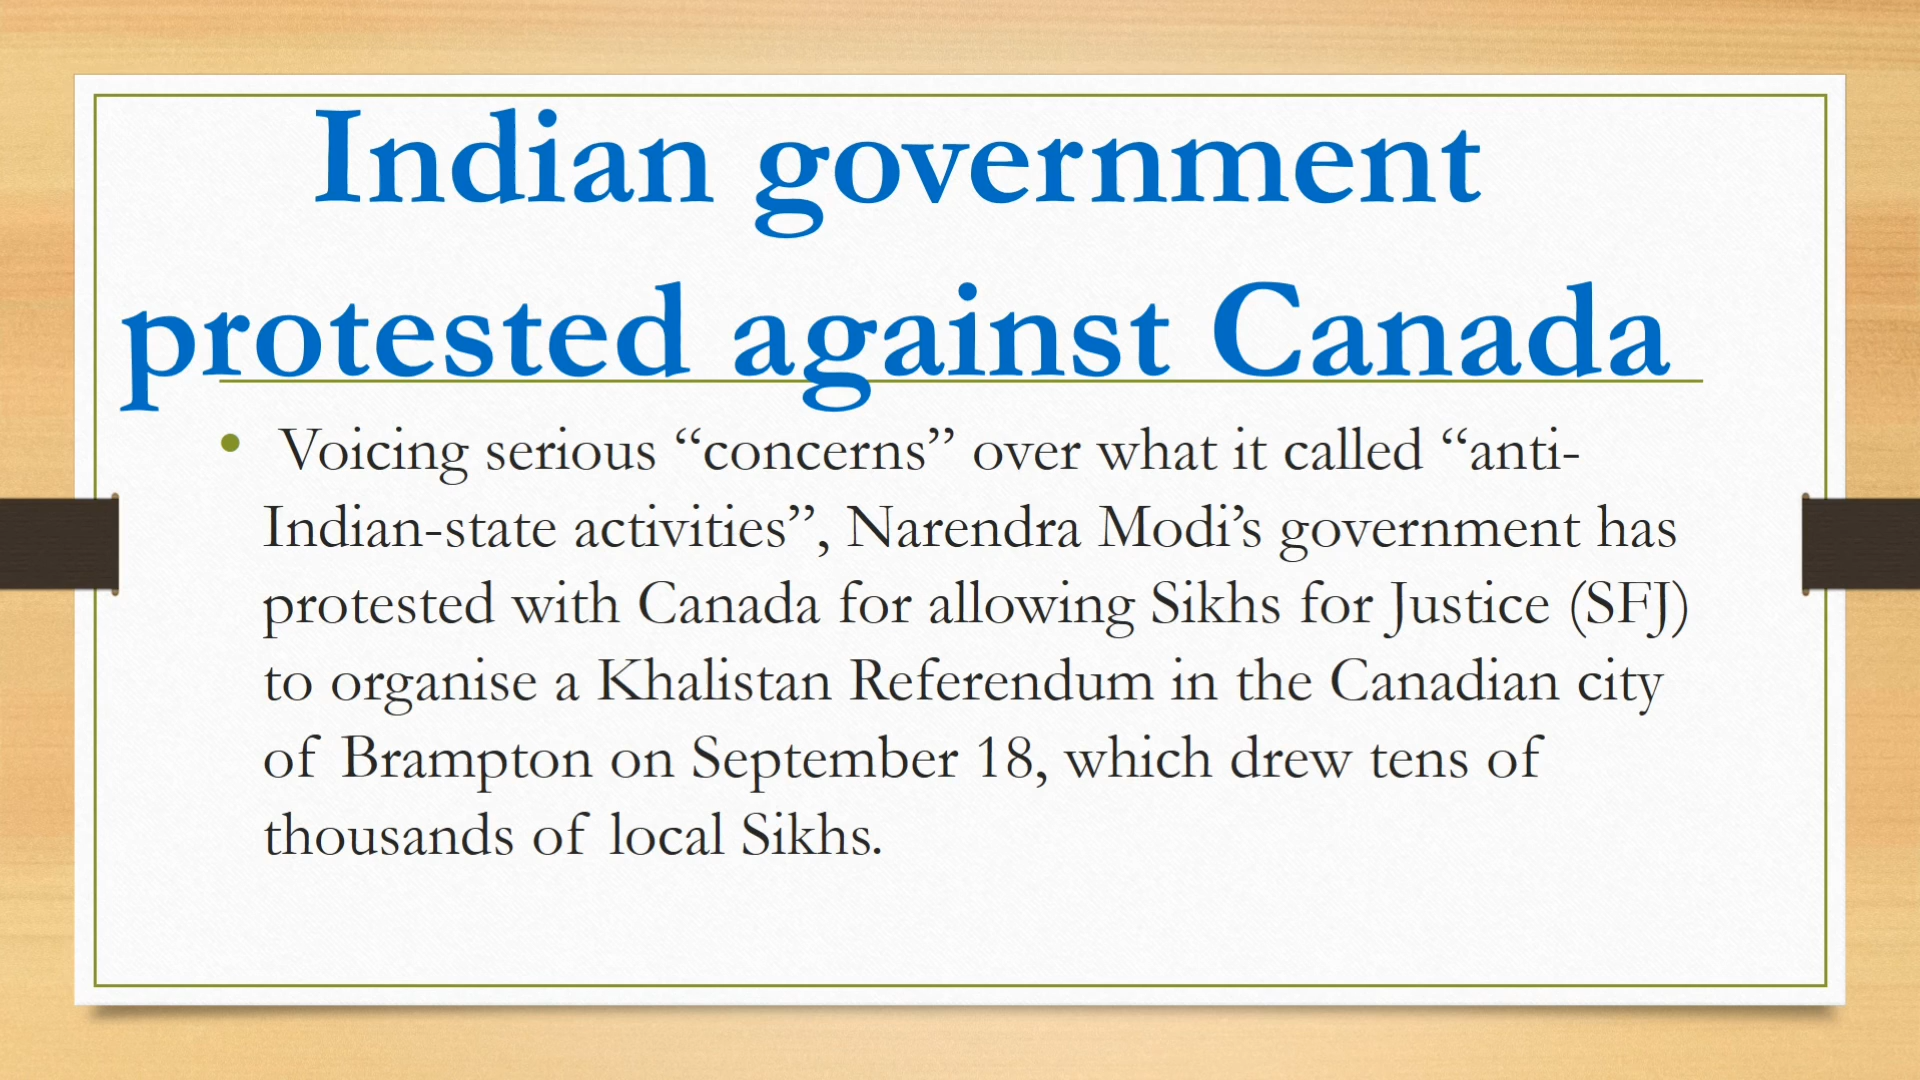 Indian government
protested against Canada
• Voicing serious “concerns” over what it called “anti-
Indian-state activities”, Narendra Modi’s government has
protested with Canada for allowing Sikhs for Justice (SFJ)
to organise a Khalistan Referendum in the Canadian city
of Brampton on September 18, which drew tens of
thousands of local Sikhs.